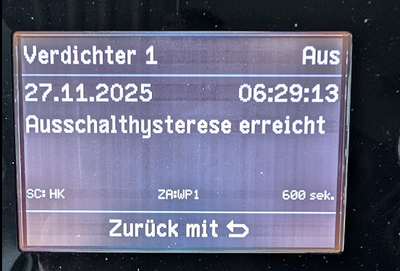 Verdichter 1 Aus
27.11.2025 06:29:13
Ausschalthysterese erreicht
SC: HK ZA:WP1 600 sek.
Zurück mit